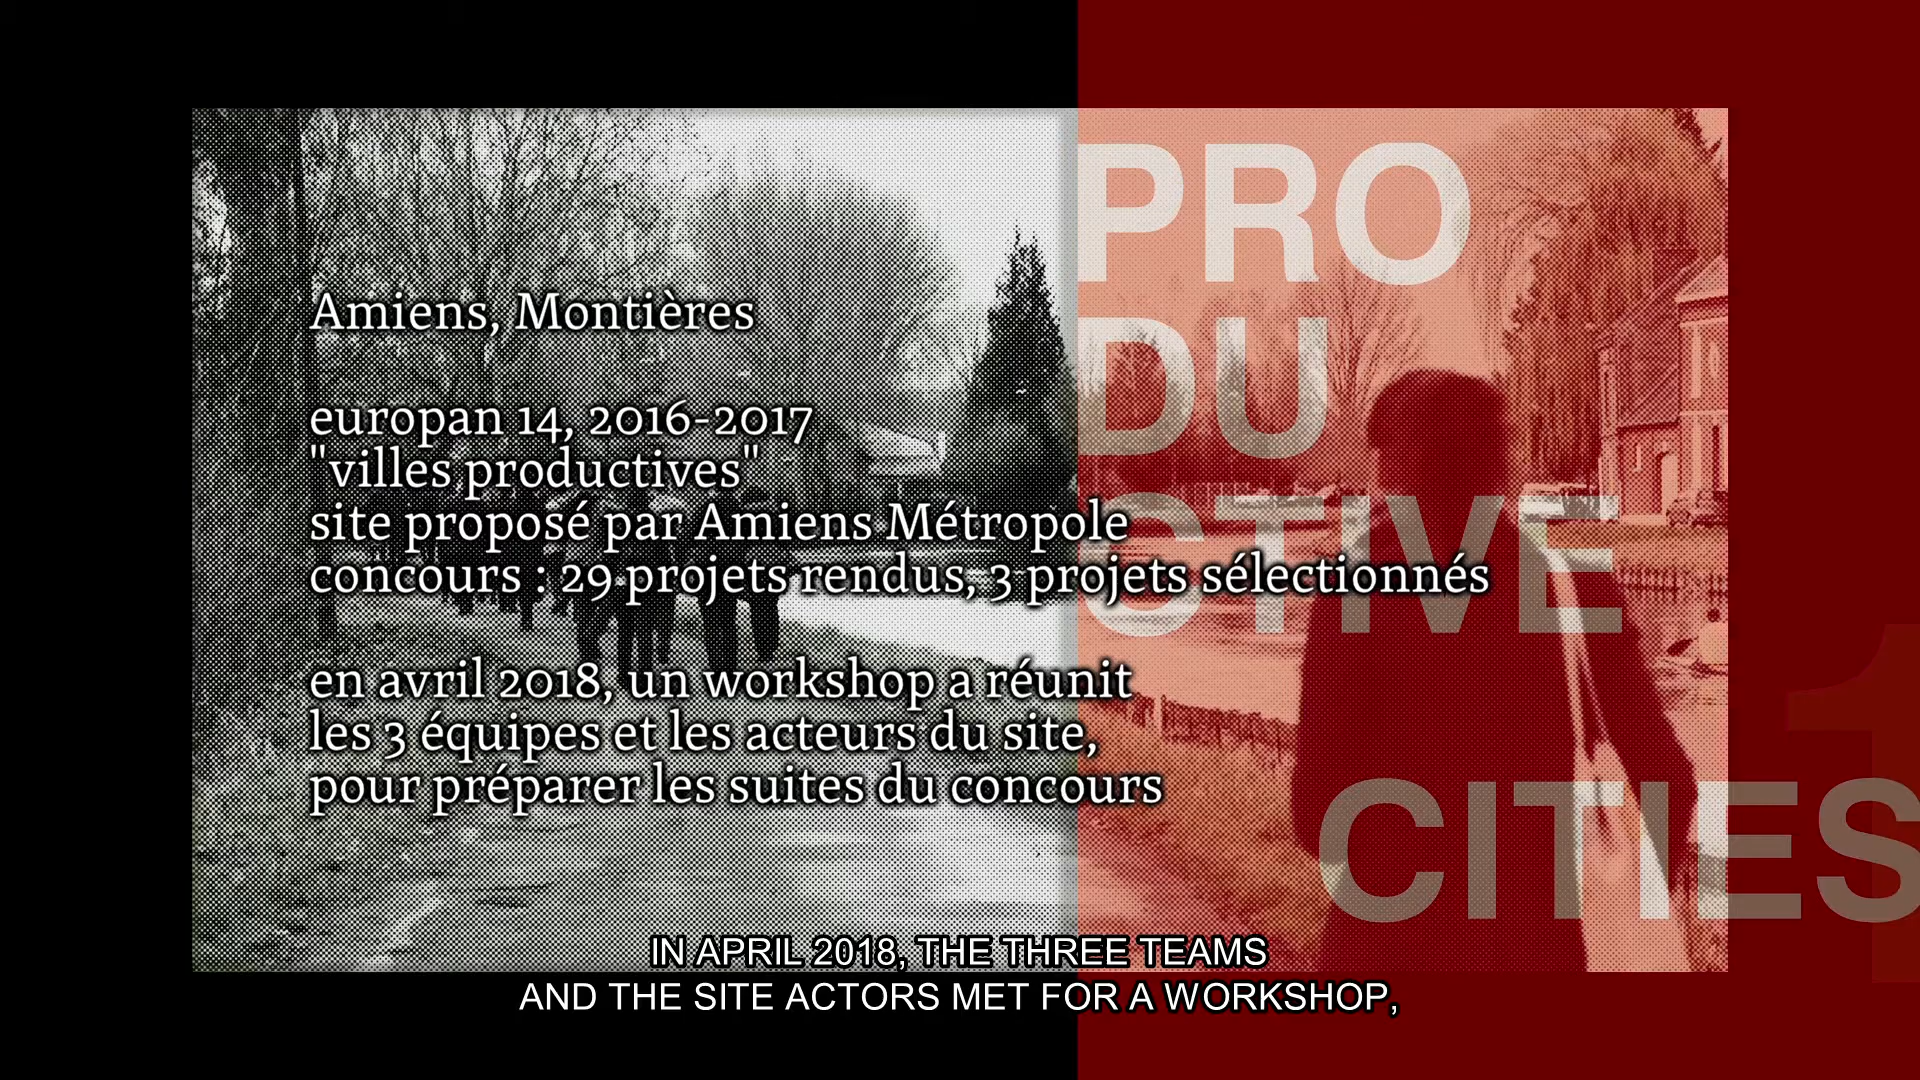 PRO
DU
CTIVE
CITIES
1
Amiens, Montières
europan 14, 2016-2017
"villes productives"
site proposé par Amiens Métropole
concours : 29 projets rendus, 3 projets sélectionnés
en avril 2018, un workshop a réunit
les 3 équipes et les acteurs du site,
pour préparer les suites du concours
IN APRIL 2018, THE THREE TEAMS
AND THE SITE ACTORS MET FOR A WORKSHOP,